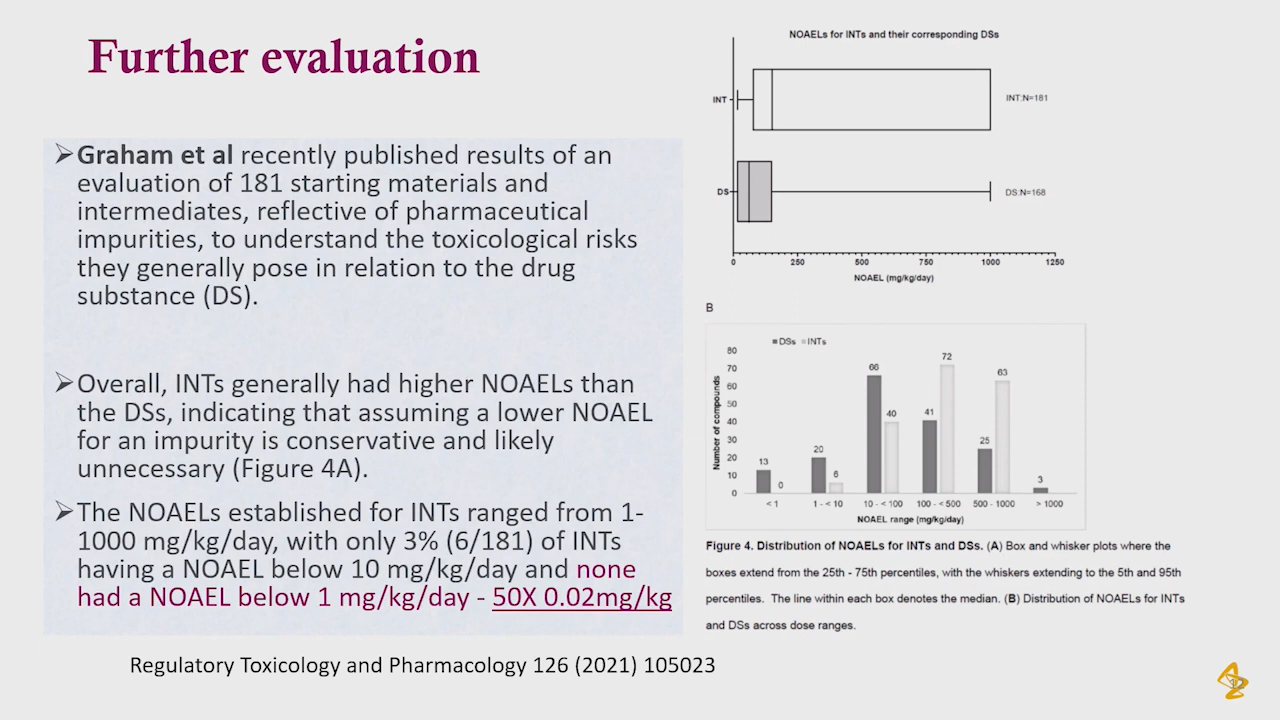 Further evaluation
➢Graham et al recently published results of an
evaluation of 181 starting materials and
intermediates, reflective of pharmaceutical
impurities, to understand the toxicological risks
they generally pose in relation to the drug
substance (DS).
➢Overall, INTs generally had higher NOAELs than
the DSs, indicating that assuming a lower NOAEL
for an impurity is conservative and likely
unnecessary (Figure 4A).
➢The NOAELs established for INTs ranged from 1-
1000 mg/kg/day, with only 3% (6/181) of INTs
having a NOAEL below 10 mg/kg/day and none
had a NOAEL below 1 mg/kg/day - 50X 0.02mg/kg
Regulatory Toxicology and Pharmacology 126 (2021) 105023
NOAELs for INTs and their corresponding DSs
INT
INT:N=181
DS
DS:N=168
0 250 500 750 1000 1250
NOAEL (mg/kg/day)
B
DSs INTs
Number of compounds
80
70
60
50
40
30
20
10
0
13 0 20 6 66 40 41 72 25 63 3
< 1 1 - < 10 10 - < 100 100 - < 500 500 - 1000 > 1000
NOAEL range (mg/kg/day)
Figure 4. Distribution of NOAELs for INTs and DSs. (A) Box and whisker plots where the
boxes extend from the 25th - 75th percentiles, with the whiskers extending to the 5th and 95th
percentiles. The line within each box denotes the median. (B) Distribution of NOAELs for INTs
and DSs across dose ranges.